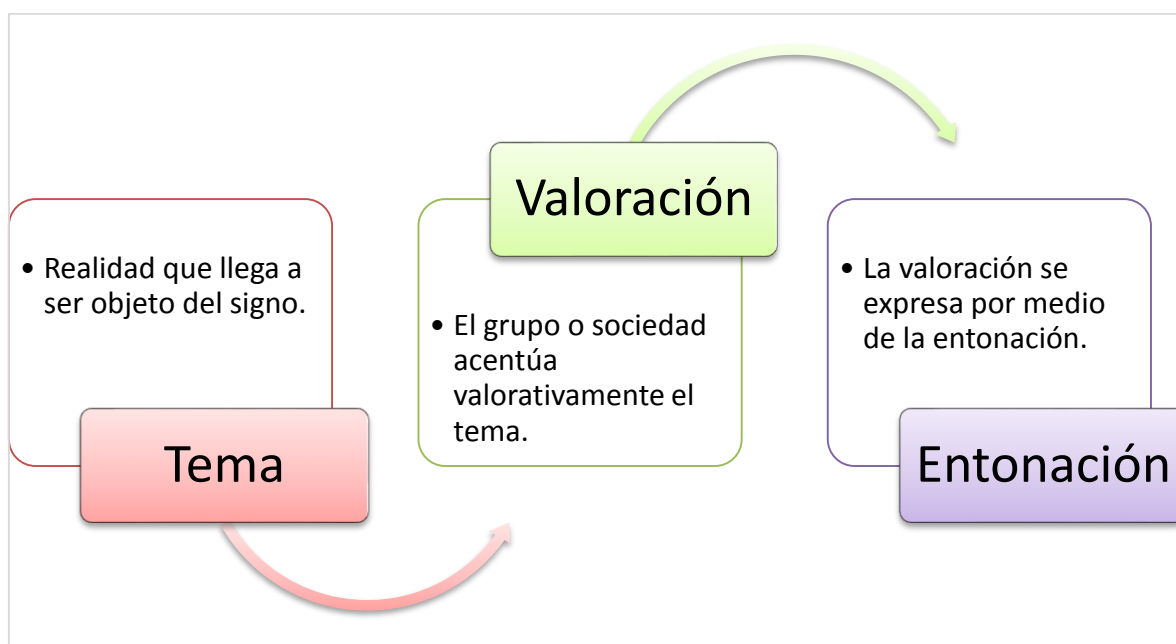 • Realidad que llega a
ser objeto del signo.
Tema
Valoración
• El grupo o sociedad
acentúa
valorativamente el
tema.
• La valoración se
expresa por medio
de la entonación.
Entonación